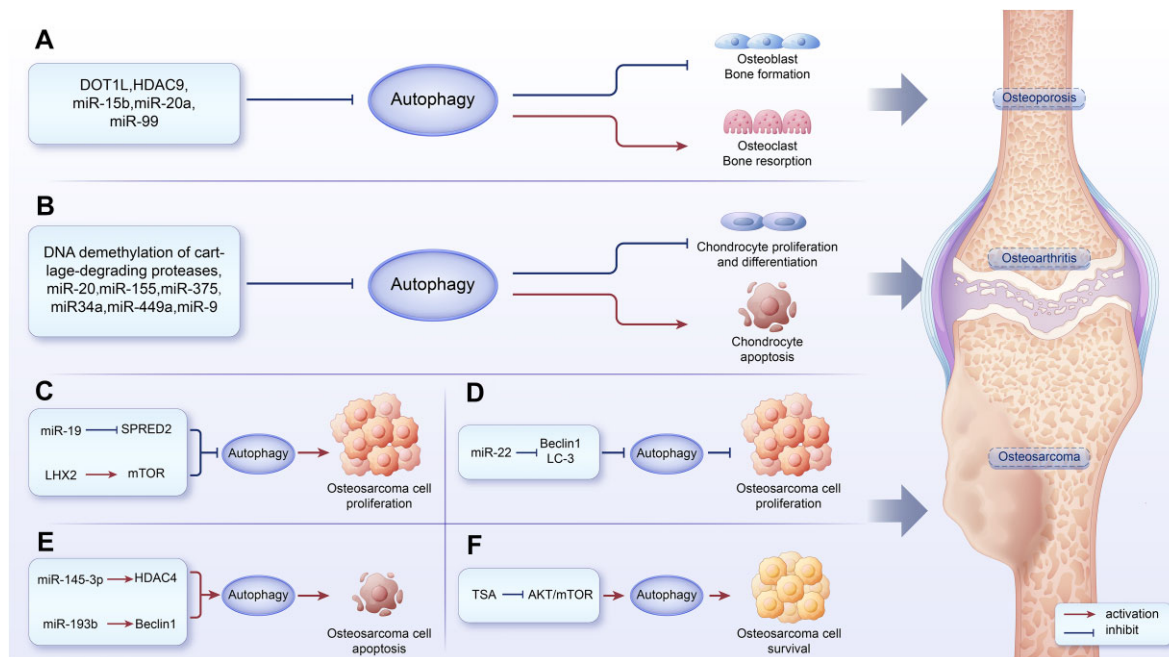 A
DOT1L,HDAC9,
miR-15b,miR-20a,
miR-99
Autophagy
Osteoblast
Bone formation
Osteoclast
Bone resorption
B
DNA demethylation of cart-
lage-degrading proteases,
miR-20,miR-155,miR-375,
miR34a,miR-449a,miR-9
Autophagy
Chondrocyte proliferation
and differentiation
Chondrocyte
apoptosis
C
miR-19
SPRED2
LHX2
mTOR
Autophagy
Osteosarcoma cell
proliferation
D
miR-22
Beclin1
LC-3
Autophagy
Osteosarcoma cell
proliferation
E
miR-145-3p
HDAC4
miR-193b
Beclin1
Autophagy
Osteosarcoma cell
apoptosis
F
TSA
AKT/mTOR
Autophagy
Osteosarcoma cell
survival
Osteoporosis
Osteoarthritis
Osteosarcoma
activation
inhibit